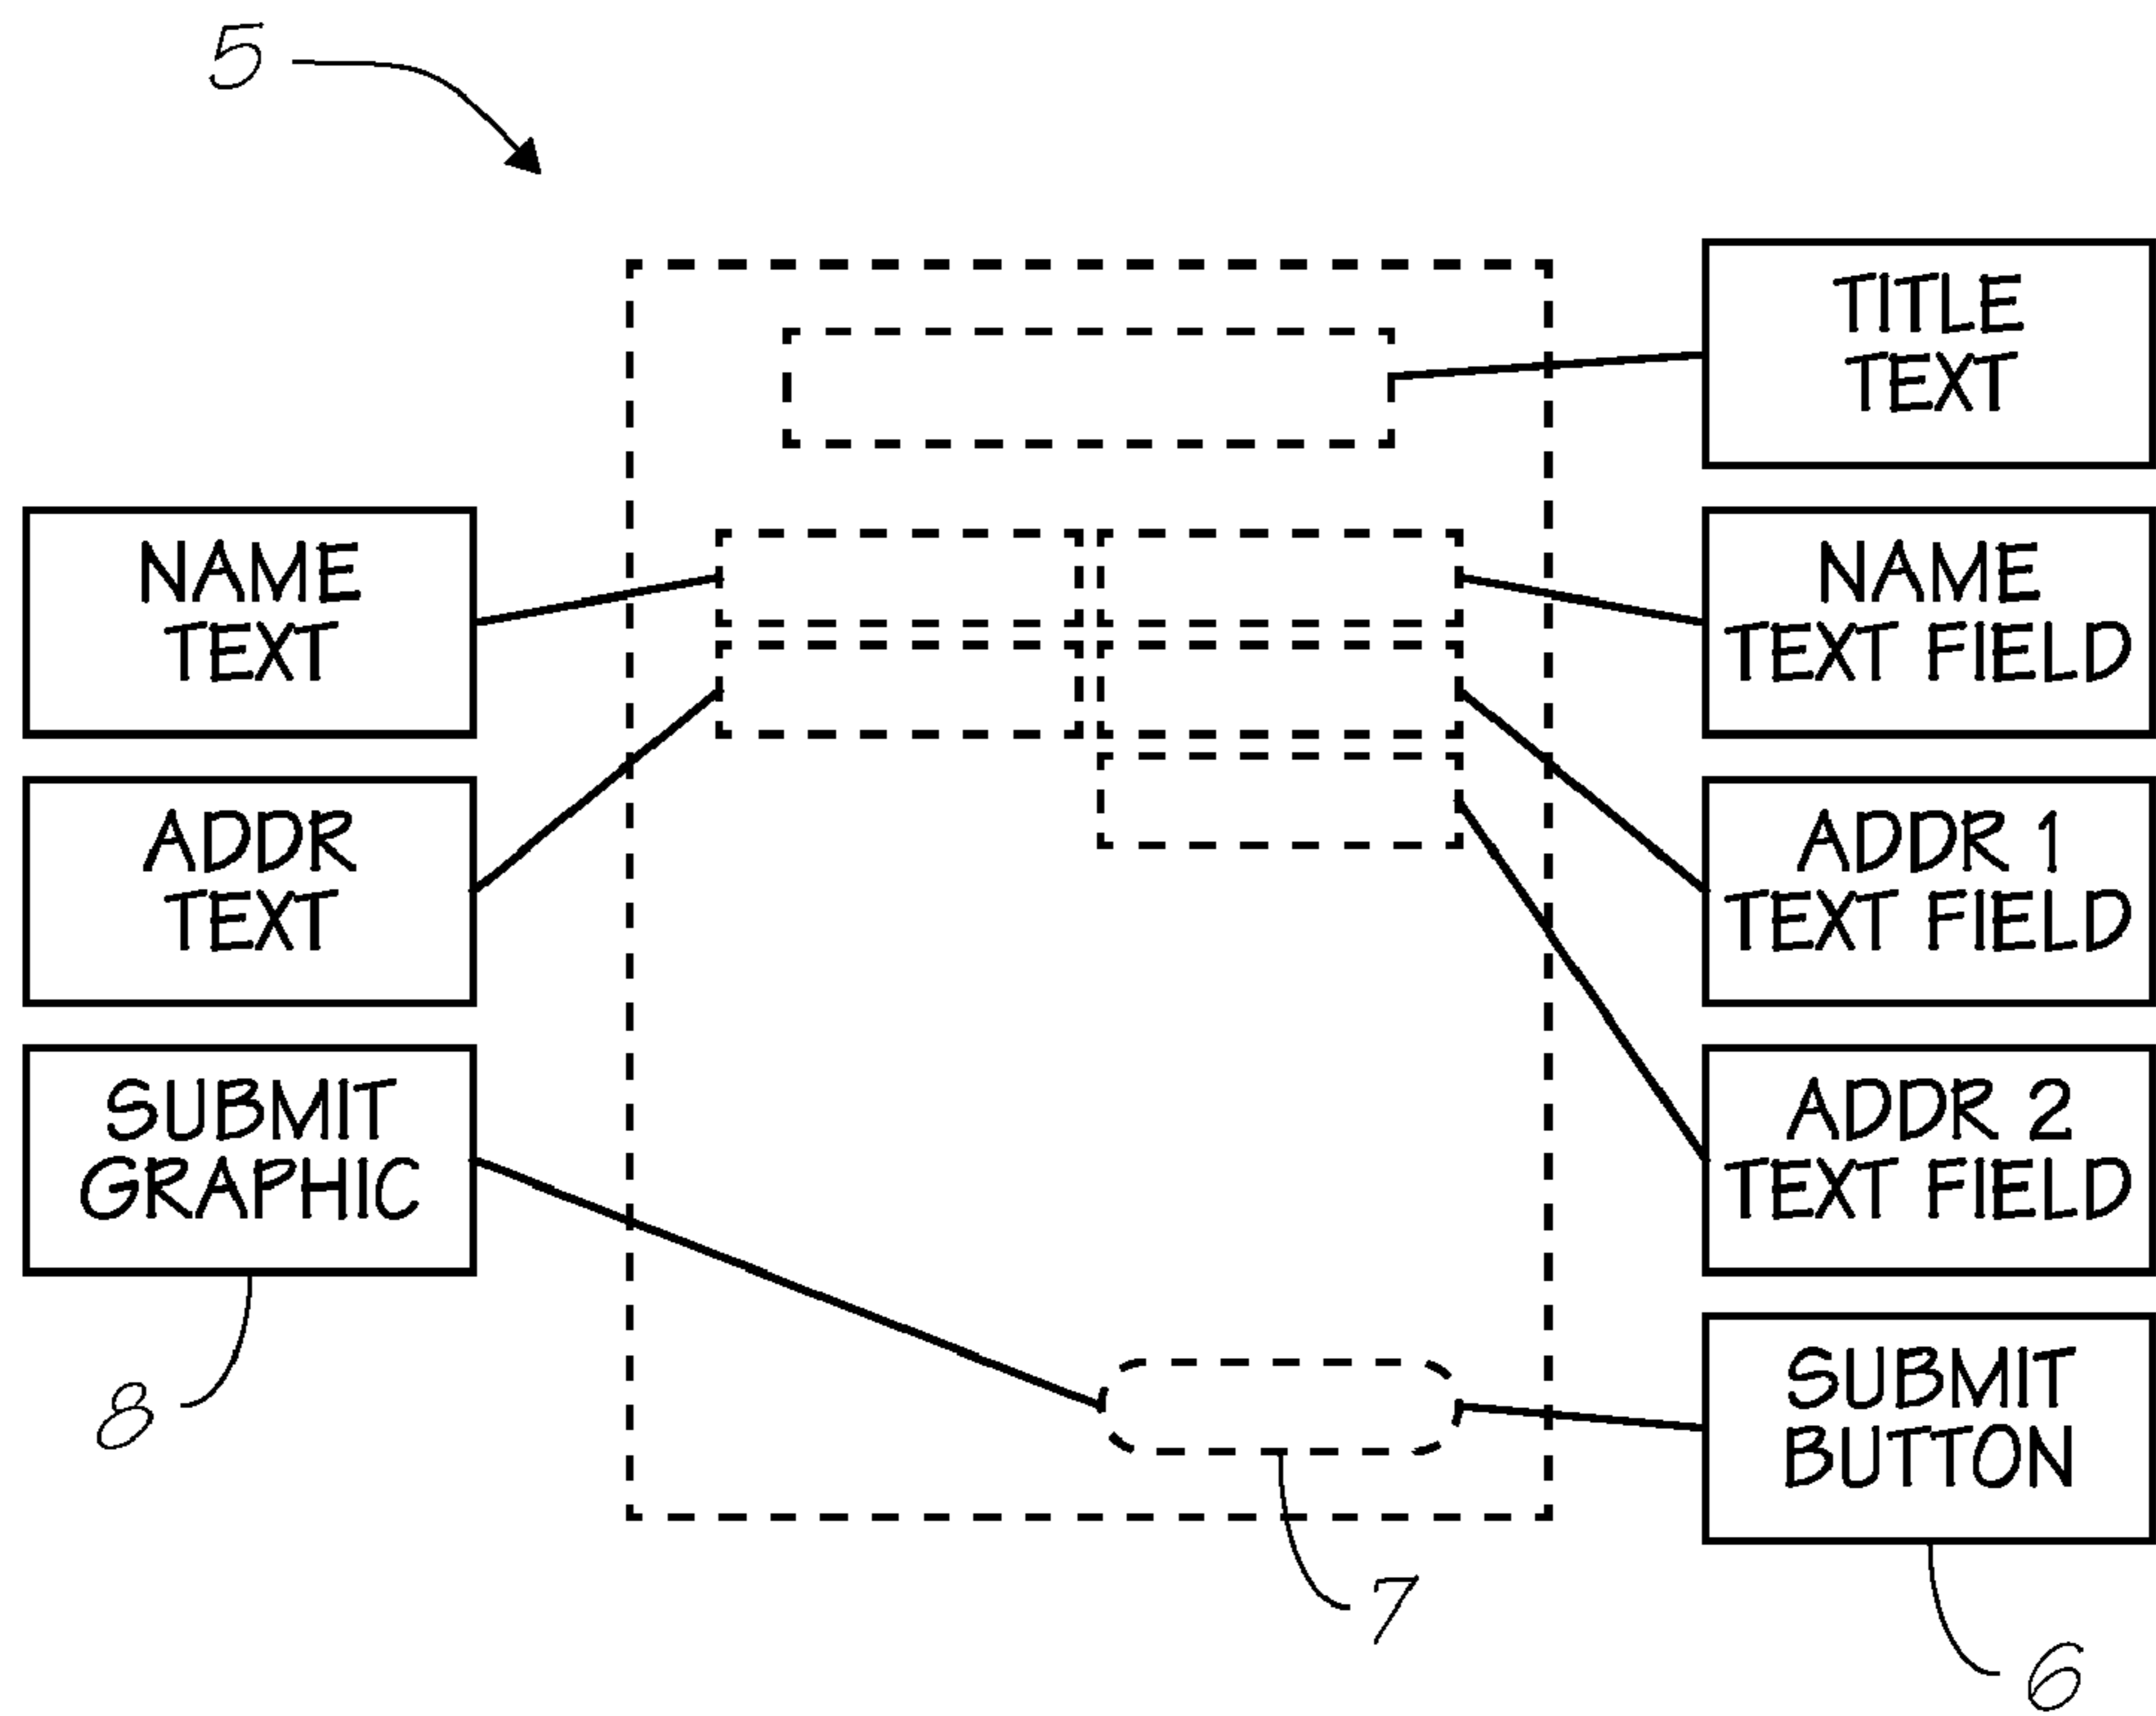 5
TITLE
TEXT
NAME
TEXT
NAME
TEXT FIELD
ADDR
TEXT
ADDR 1
TEXT FIELD
SUBMIT
GRAPHIC
ADDR 2
TEXT FIELD
SUBMIT
BUTTON
8
7
6